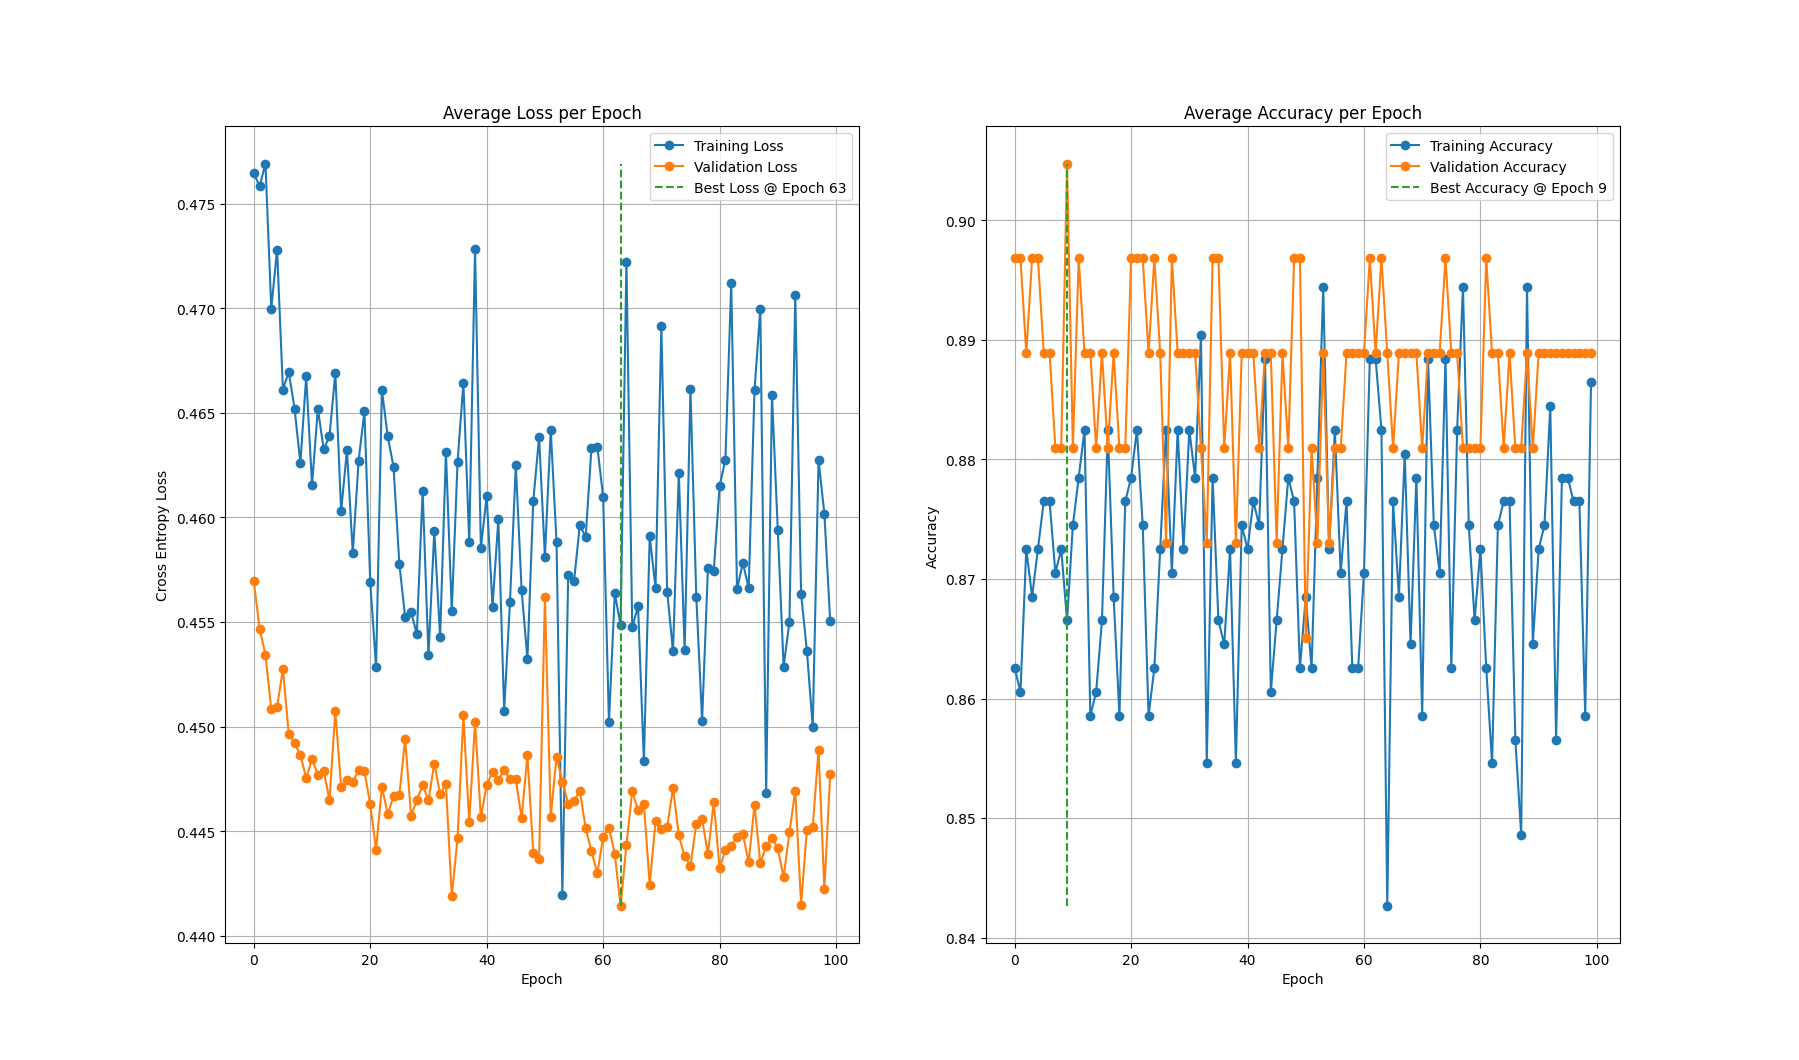 Average Loss per Epoch
Training Loss
Validation Loss
Best Loss @ Epoch 63
0.475
0.470
0.465
0.460
0.455
0.450
0.445
0.440
Cross Entropy Loss
0 20 40 60 80 100
Epoch
Average Accuracy per Epoch
Training Accuracy
Validation Accuracy
Best Accuracy @ Epoch 9
0.90
0.89
0.88
0.87
0.86
0.85
0.84
Accuracy
0 20 40 60 80 100
Epoch